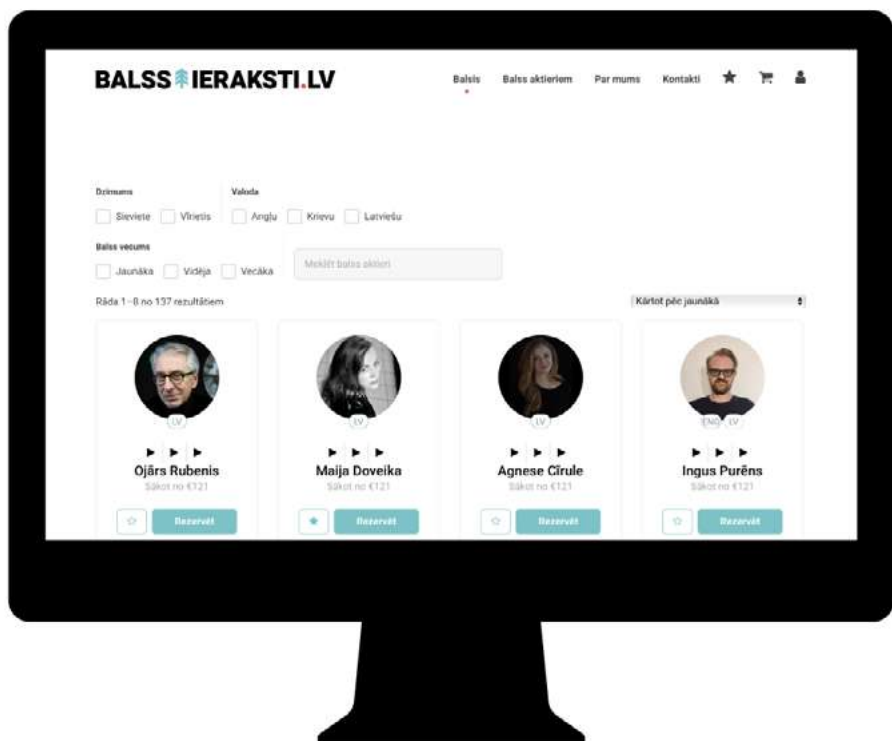 BALSS IERAKSTI.LV
Balsis Balss aktieriem Par mums Kontakti
Dzimums Valoda
Sieviete Vīrietis Angļu Krievu Latviešu
Balss vecums
Jaunāka Vidēja Vecāka Meklēt balss aktieri
Rāda 1–8 no 137 rezultātiem Kārtot pēc jaunākā
LV LV LV ENG LV
Ojārs Rubenis Maija Doveika Agnese Cīrule Ingus Purēns
Sākot no €121 Sākot no €121 Sākot no €121 Sākot no €121
Rezervēt Rezervēt Rezervēt Rezervēt